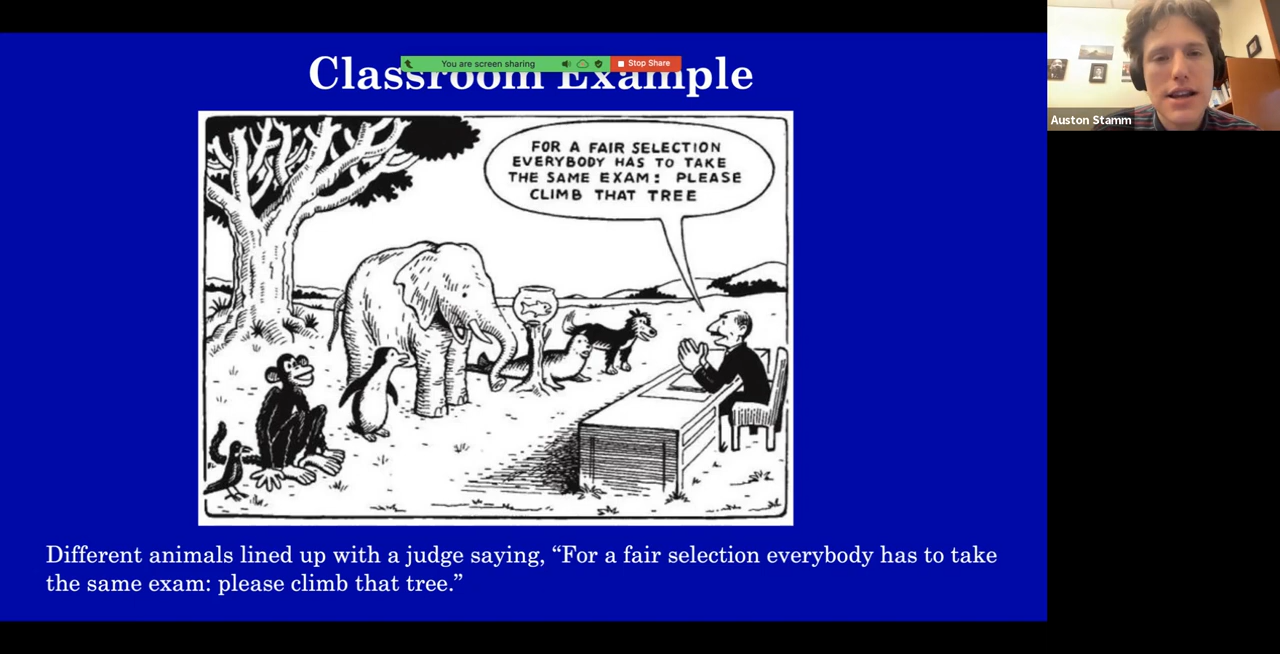 You are screen sharing
Stop Share
Classroom Example
FOR A FAIR SELECTION
EVERYBODY HAS TO TAKE
THE SAME EXAM: PLEASE
CLIMB THAT TREE
Auston Stamm
Different animals lined up with a judge saying, “For a fair selection everybody has to take
the same exam: please climb that tree.”